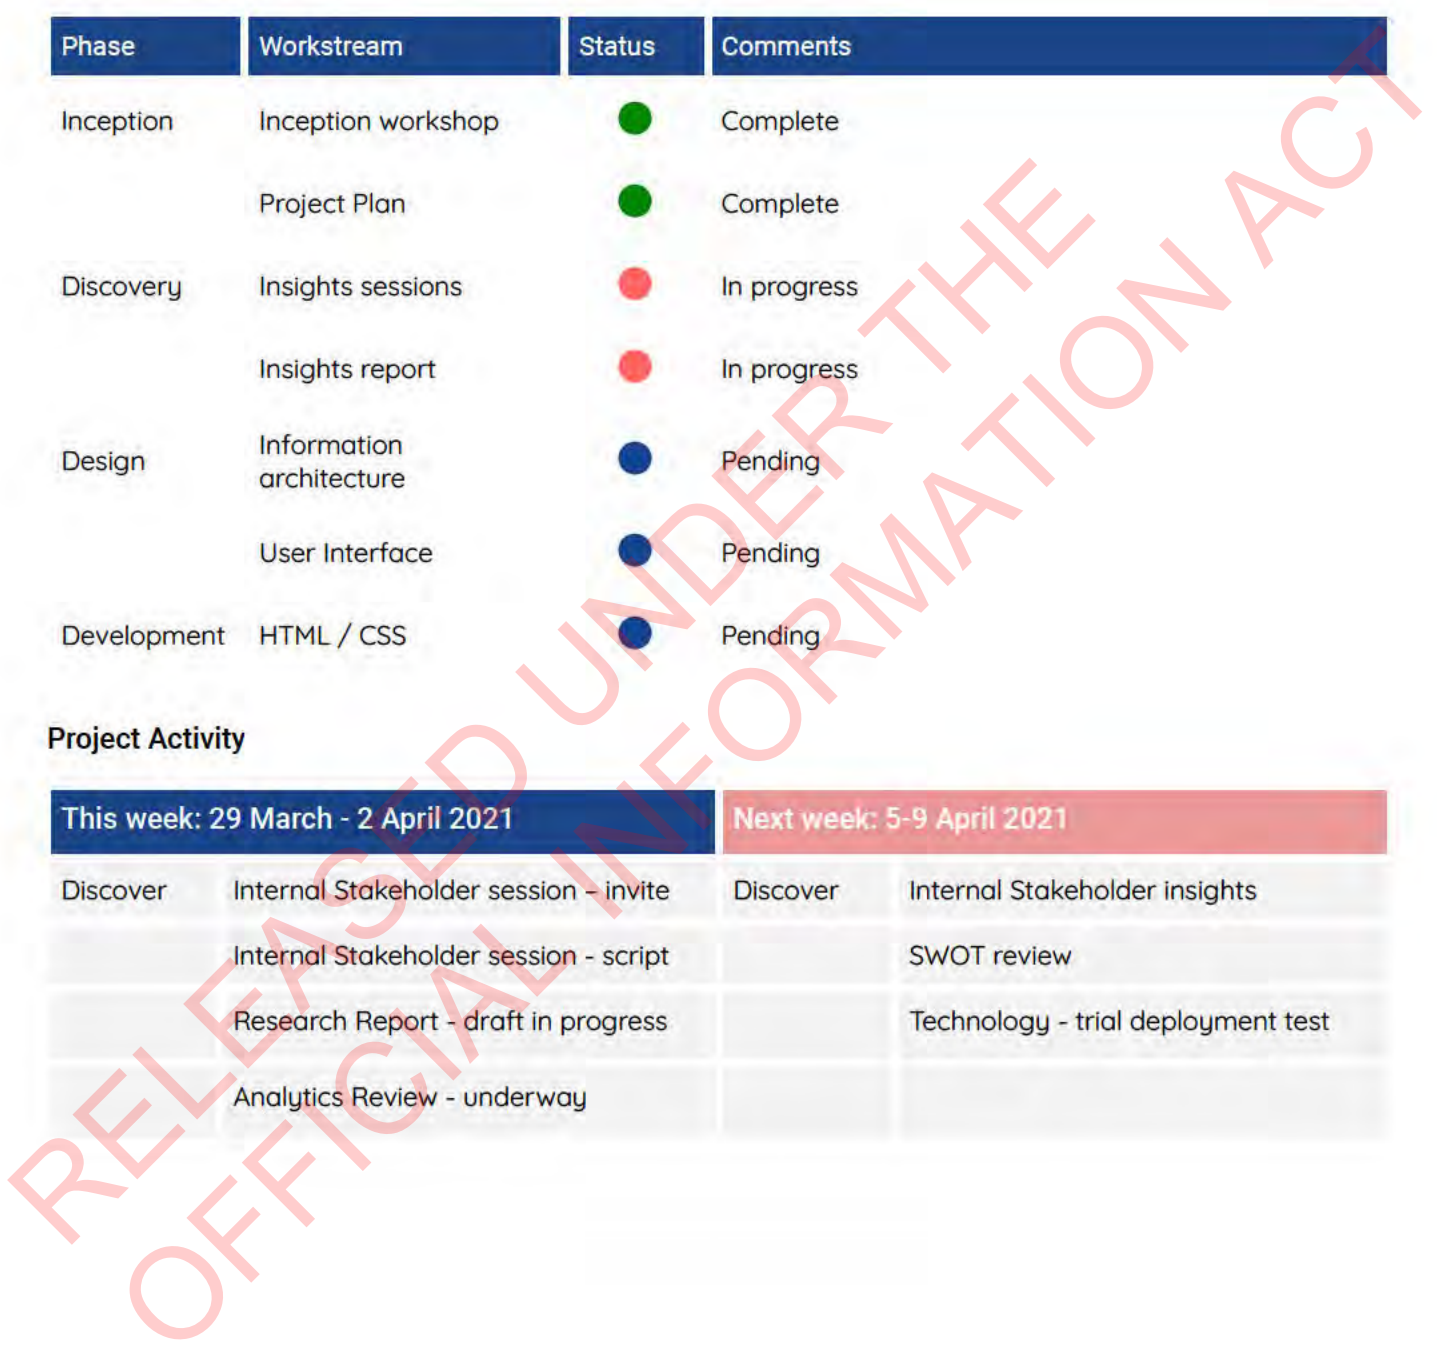 Phase Workstream Status Comments
Inception Inception workshop Complete
Project Plan Complete
Discovery Insights sessions In progress
Insights report In progress
Design Information architecture Pending
User Interface Pending
Development HTML / CSS Pending
Project Activity
This week: 29 March - 2 April 2021 Next week: 5-9 April 2021
Discover Internal Stakeholder session – invite Discover Internal Stakeholder insights
Internal Stakeholder session - script SWOT review
Research Report - draft in progress Technology - trial deployment test
Analytics Review - underway
RELEASED UNDER THE
OFFICIAL INFORMATION ACT